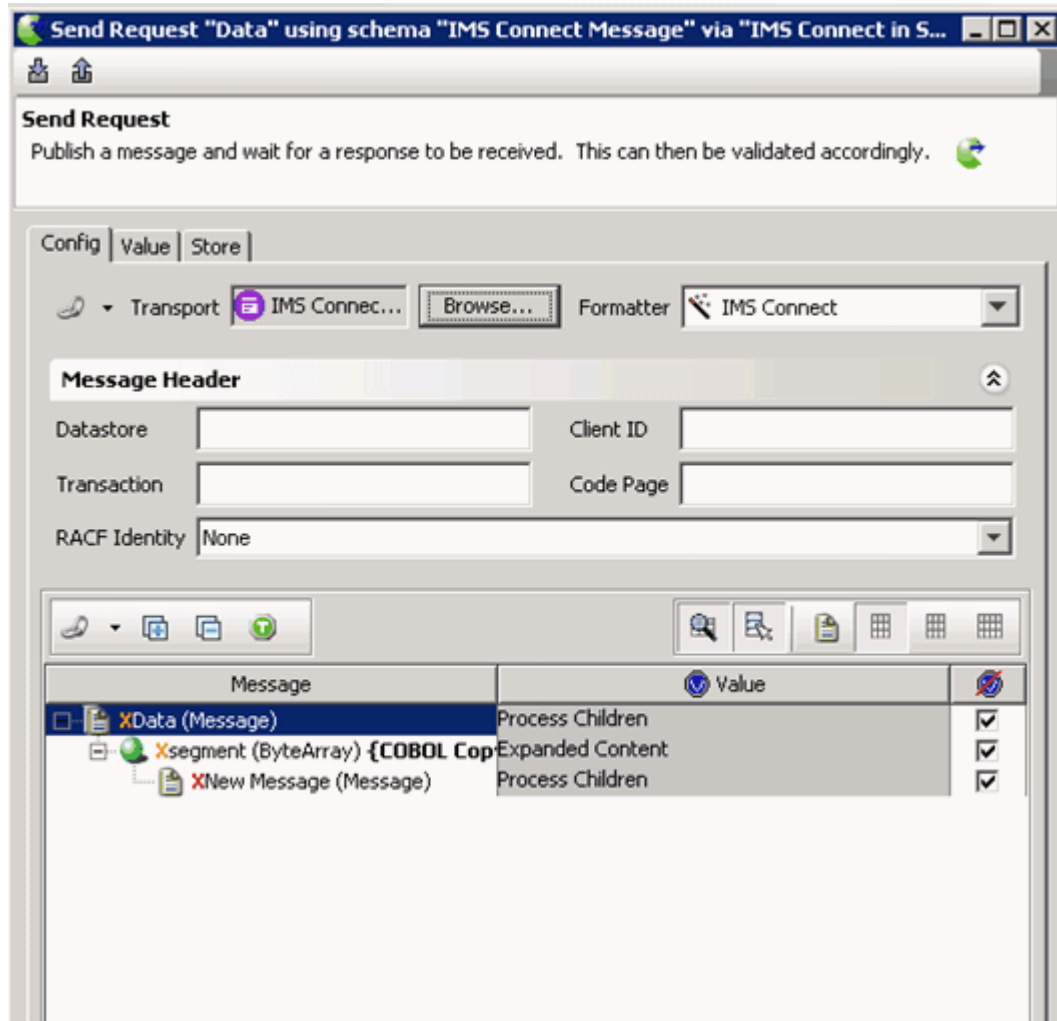 Send Request "Data" using schema "IMS Connect Message" via "IMS Connect in S...
Send Request
Publish a message and wait for a response to be received. This can then be validated accordingly.
Config Value Store
Transport IMS Connec... Browse... Formatter IMS Connect
Message Header
Datastore Client ID
Transaction Code Page
RACF Identity None
Message Value
XData (Message) Process Children
Xsegment (ByteArray) {COBOL Cop Expanded Content
XNew Message (Message) Process Children